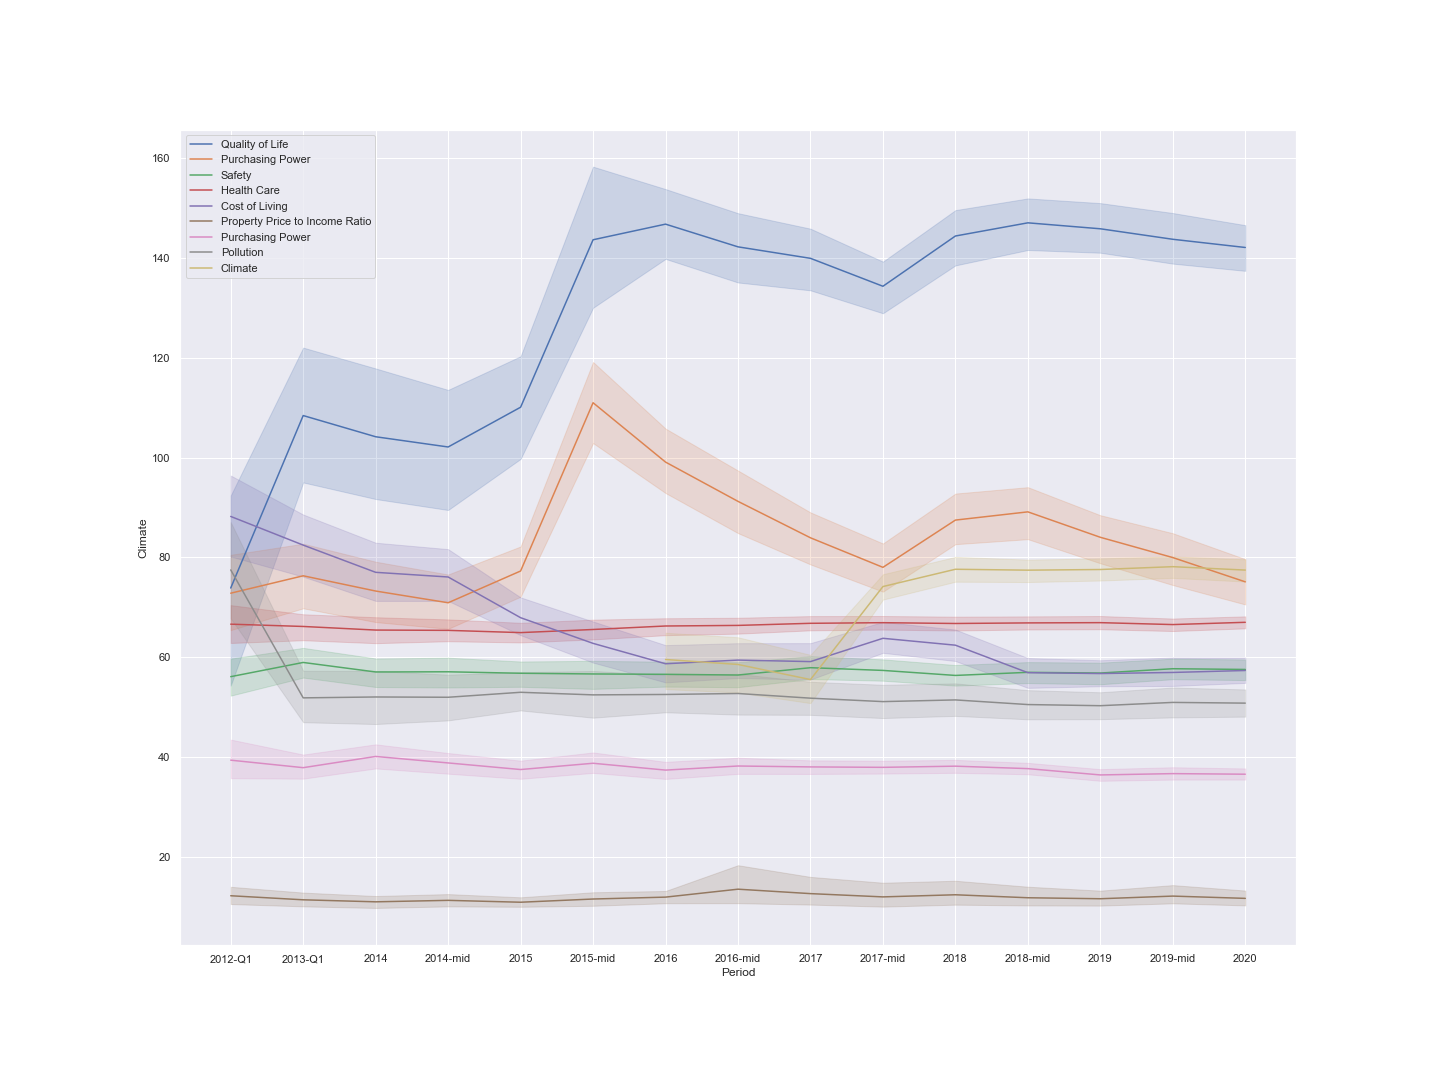 Quality of Life
Purchasing Power
Safety
Health Care
Cost of Living
Property Price to Income Ratio
Purchasing Power
Pollution
Climate
160
140
120
100
80
60
40
20
Climate
2012-Q1 2013-Q1 2014 2014-mid 2015 2015-mid 2016 2016-mid 2017 2017-mid 2018 2018-mid 2019 2019-mid 2020
Period